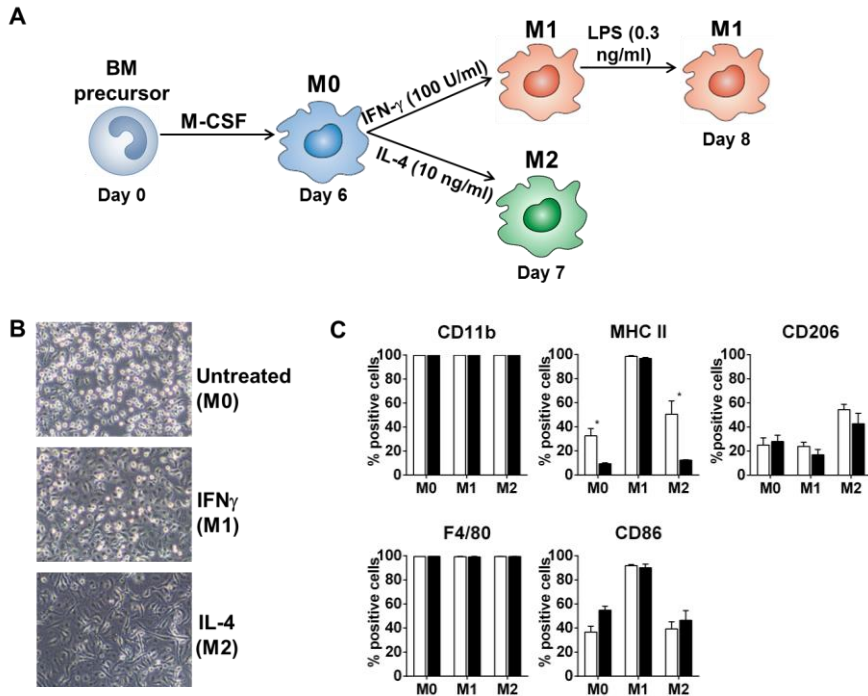 A
BM
precursor
M-CSF
Day 0
M0
Day 6
IFN-γ (100 U/ml)
IL-4 (10 ng/ml)
M1
LPS (0.3
ng/ml)
M1
Day 8
M2
Day 7
B
Untreated
(M0)
IFNγ
(M1)
IL-4
(M2)
C
CD11b
% positive cells
100
80
60
40
20
0
M0 M1 M2
MHC II
% positive cells
100
80
60
40
20
0
*
*
M0 M1 M2
CD206
%positive cells
100
80
60
40
20
0
M0 M1 M2
F4/80
% positive cells
100
80
60
40
20
0
M0 M1 M2
CD86
% positive cells
100
80
60
40
20
0
M0 M1 M2